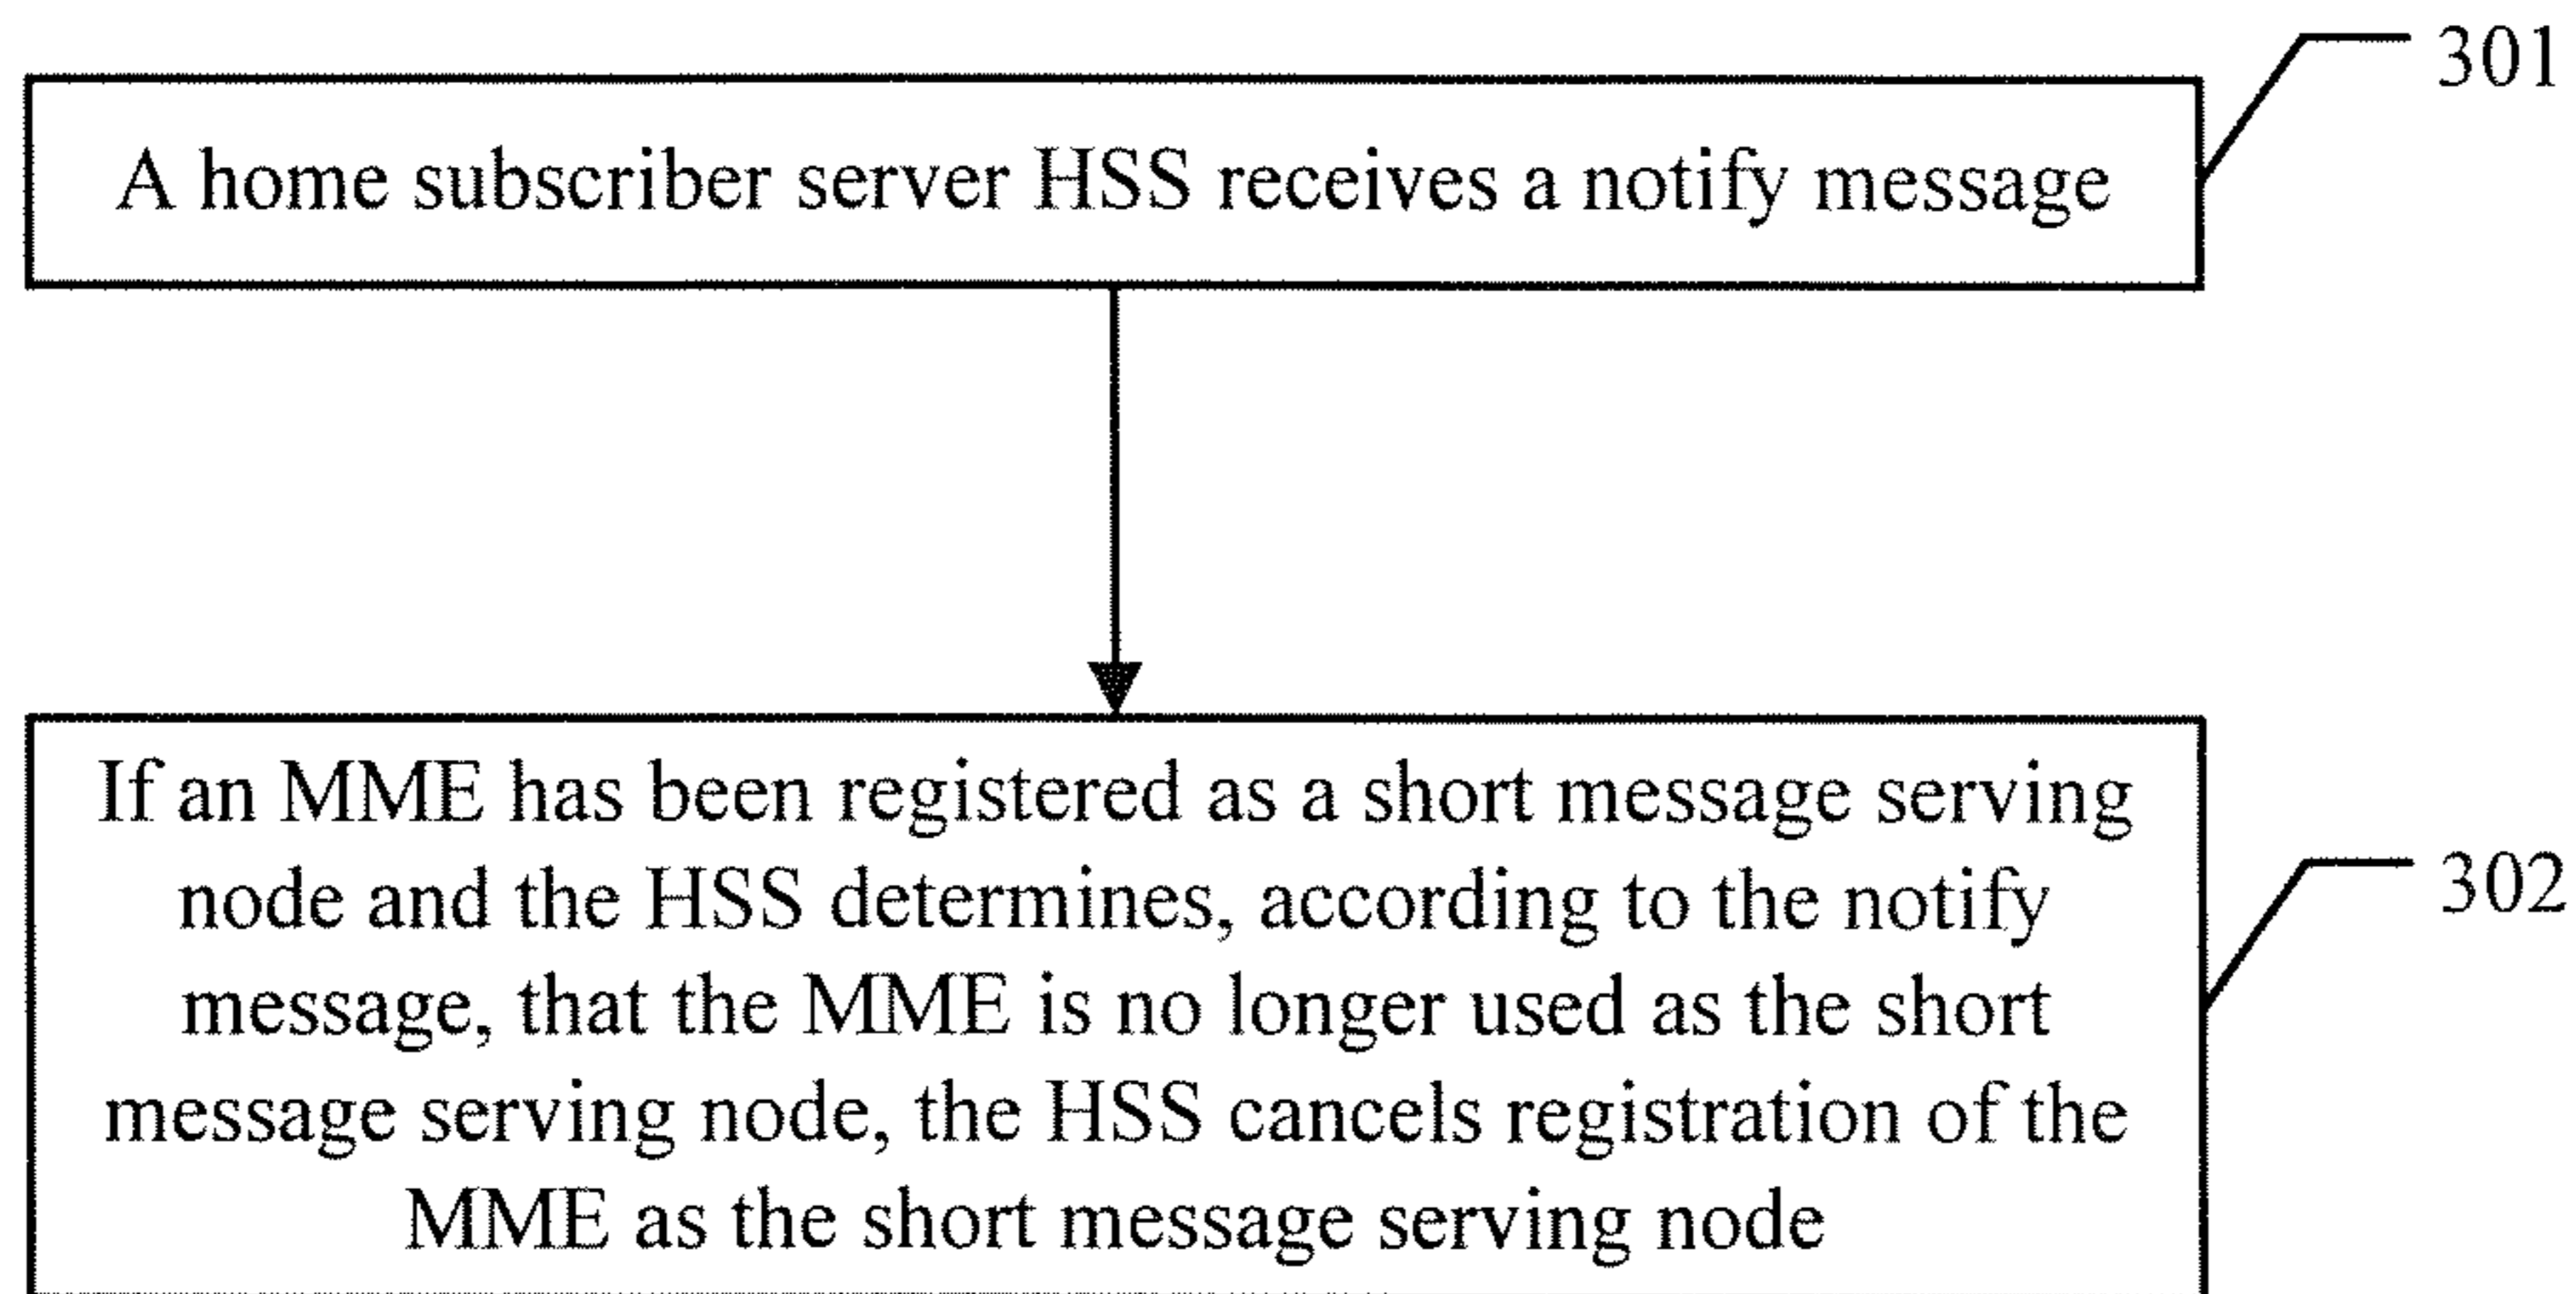 301
A home subscriber server HSS receives a notify message
If an MME has been registered as a short message serving
node and the HSS determines, according to the notify
message, that the MME is no longer used as the short
message serving node, the HSS cancels registration of the
MME as the short message serving node
302